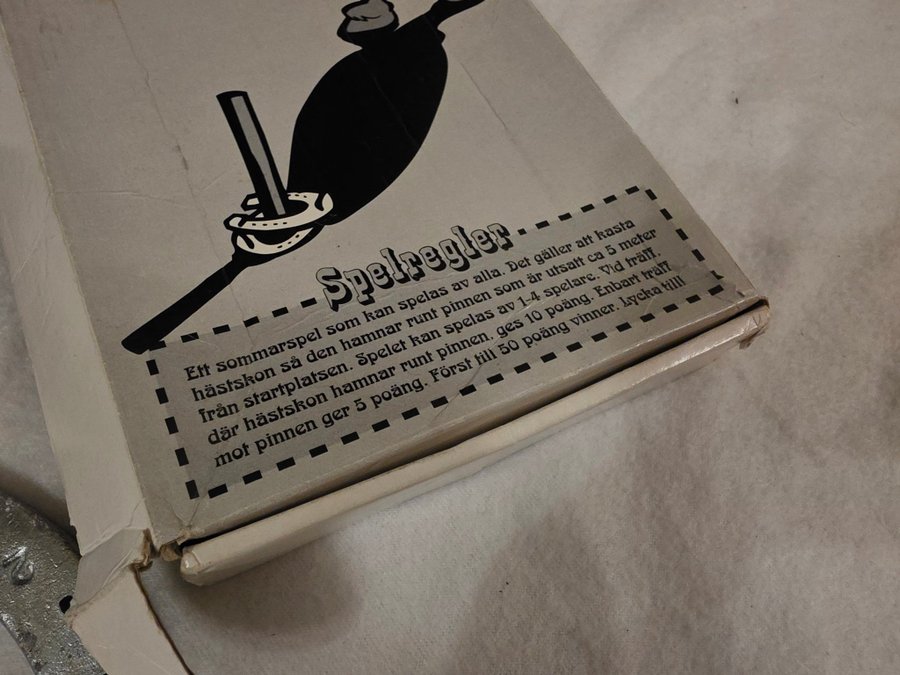 Spelregler
Ett sommarspel som kan spelas av alla. Det gäller att kasta
hästskon så den hamnar runt pinnen som är utsatt ca 5 meter
från startplatsen. Spelet kan spelas av 1-4 spelare. Vid träff,
där hästskon hamnar runt pinnen, ges 10 poäng. Enbart träff
mot pinnen ger 5 poäng. Först till 50 poäng vinner. Lycka till!